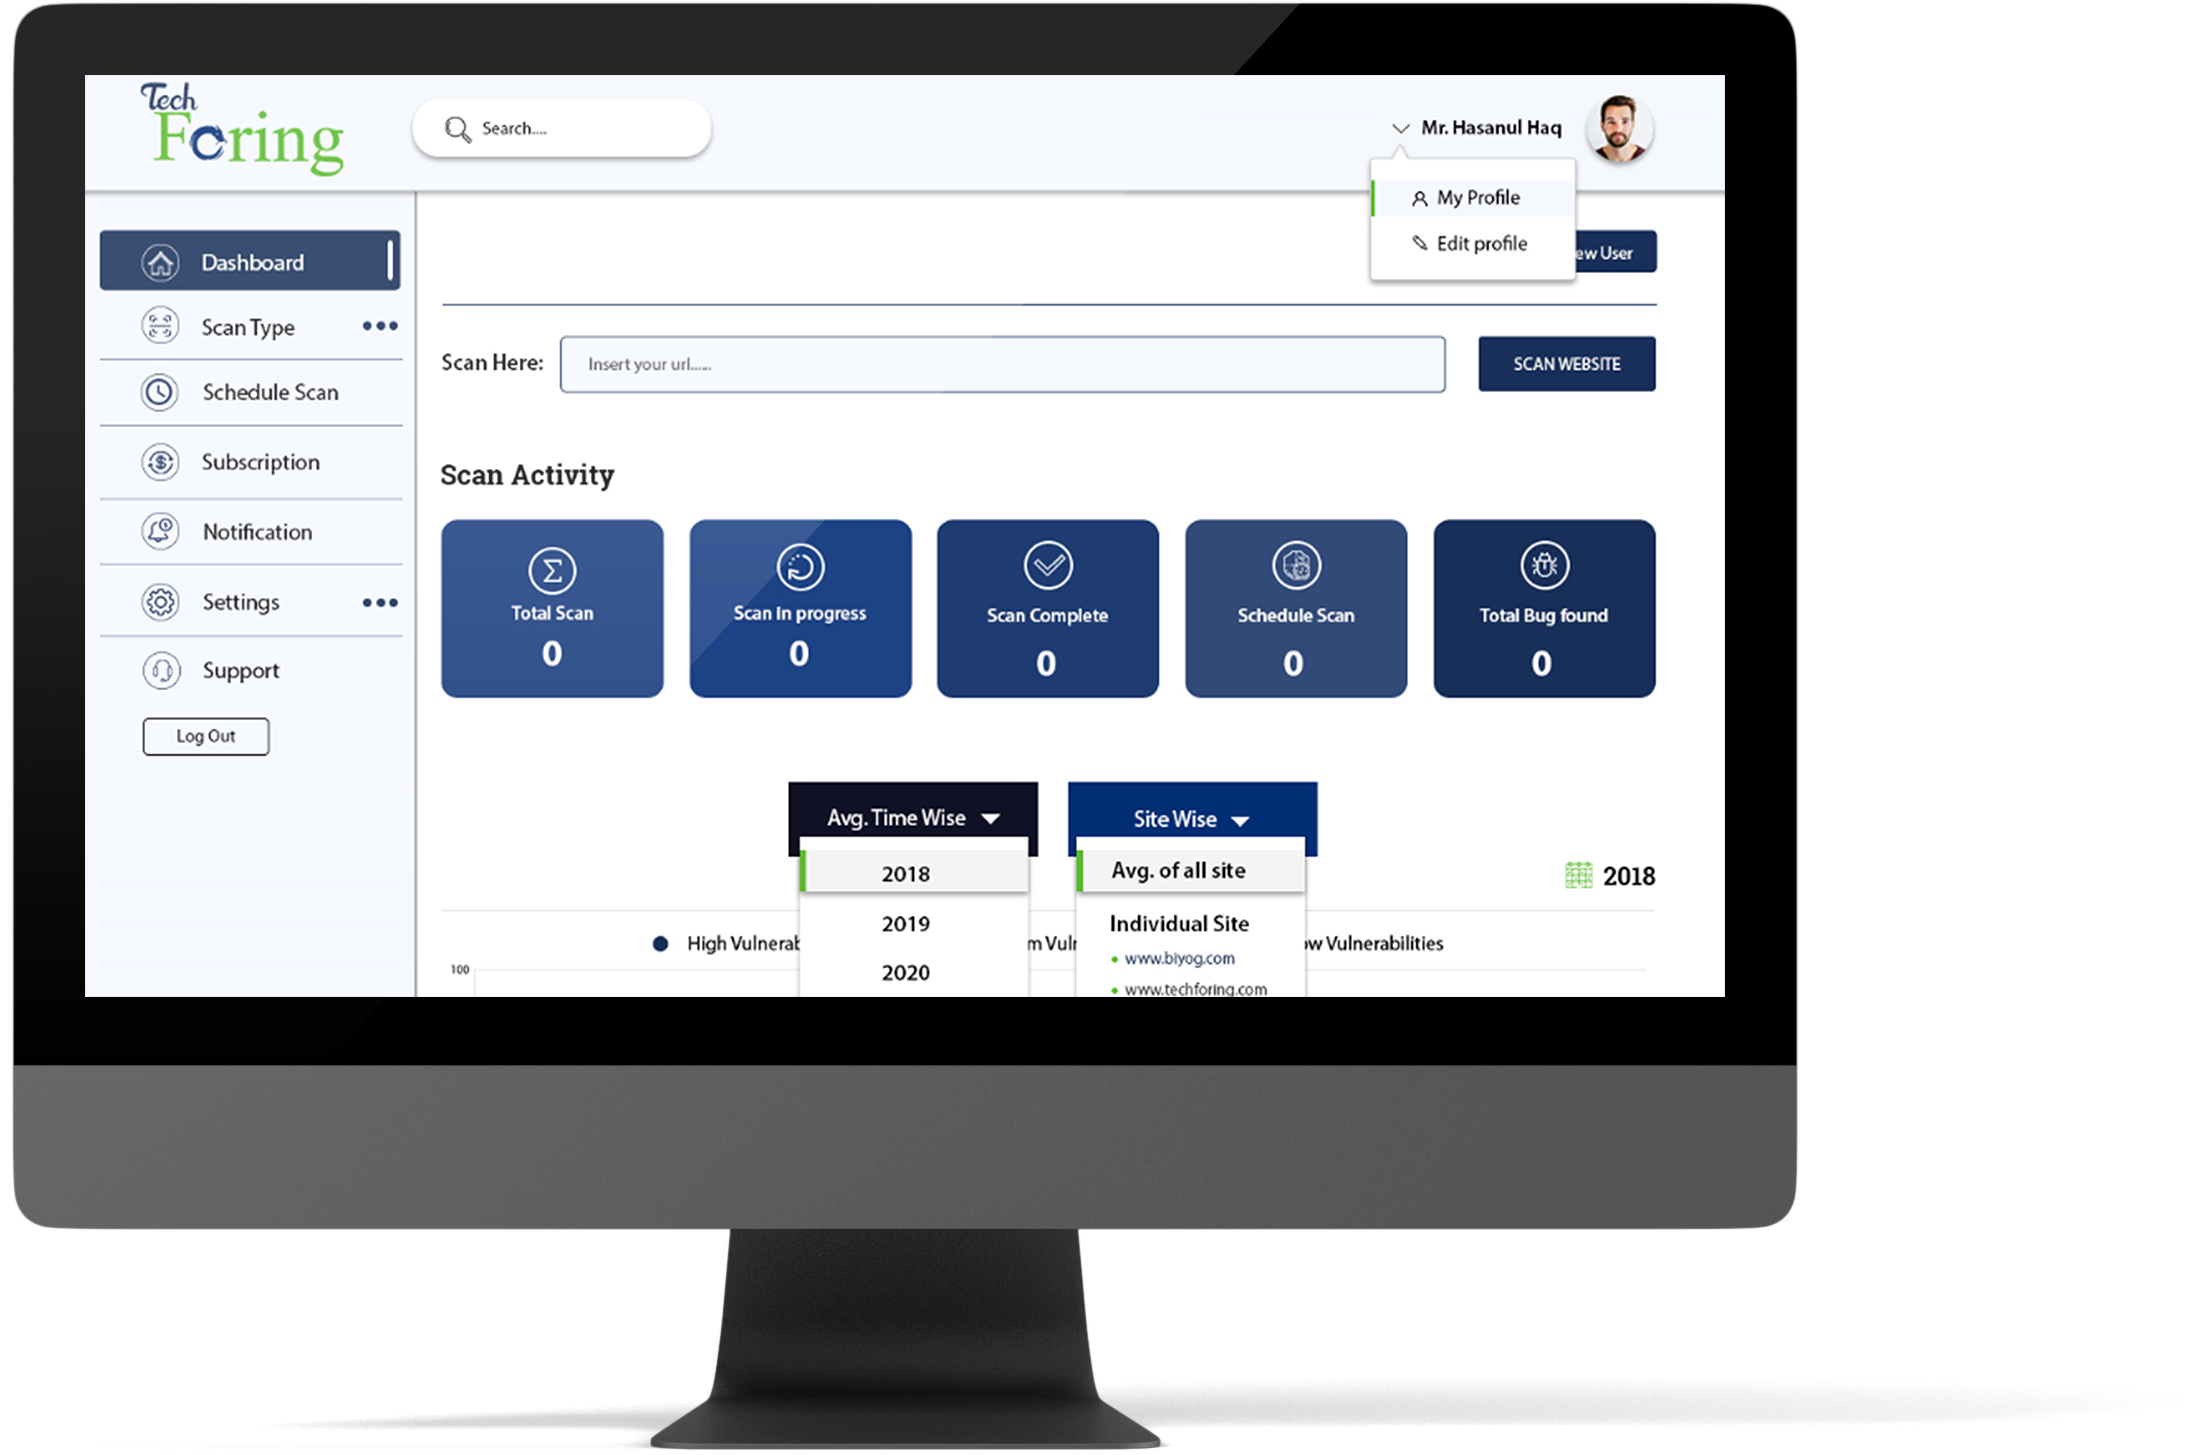 Tech
Foring
Search....
Mr. Hasanul Haq
My Profile
Edit profile
User
Dashboard
Scan Type
Schedule Scan
Subscription
Notification
Settings
Support
Log Out
Scan Here:
Insert your url......
SCAN WEBSITE
Scan Activity
Total Scan
0
Scan in progress
0
Scan Complete
0
Schedule Scan
0
Total Bug found
0
Avg. Time Wise
2018
2019
2020
Site Wise
Avg. of all site
Individual Site
www.biyog.com
www.techforing.com
2018
High
Vulnerabilities
100